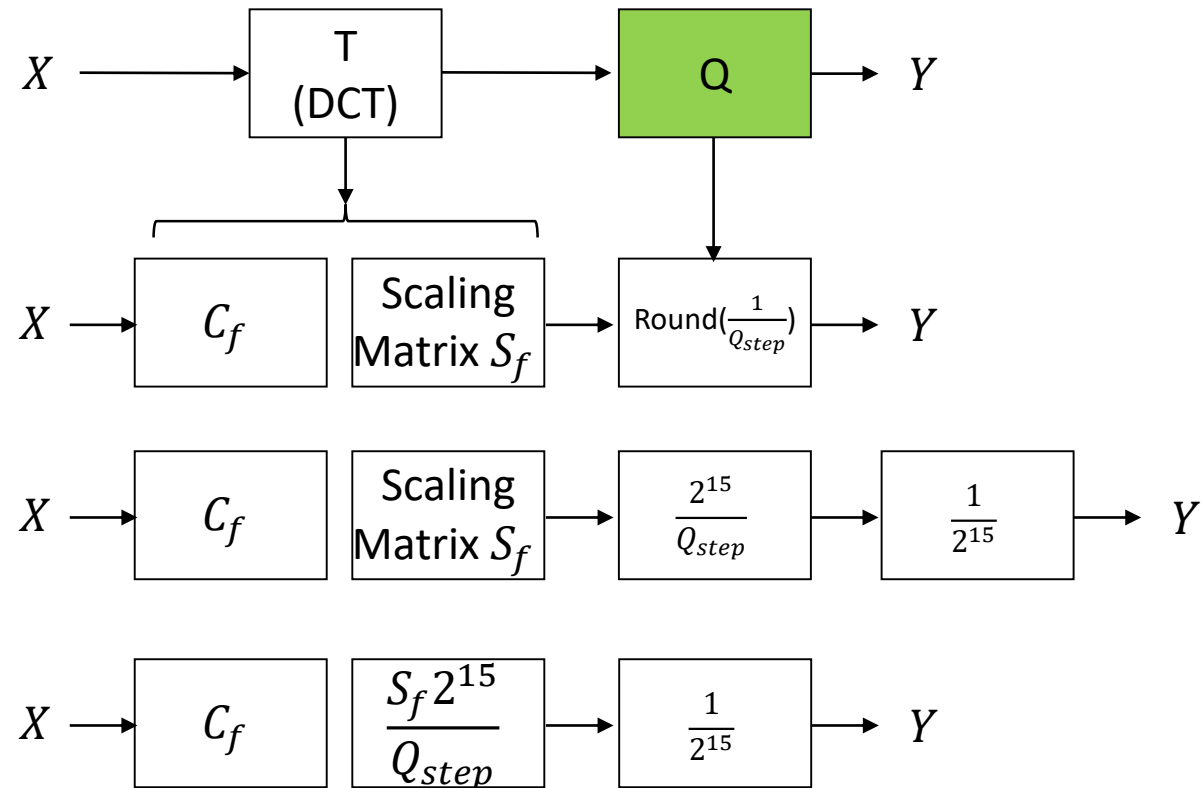 X T (DCT) Q Y
X C_f Scaling Matrix S_f Round(1/Q_step) Y
X C_f Scaling Matrix S_f 2^15/Q_step 1/2^15 Y
X C_f S_f 2^15/Q_step 1/2^15 Y